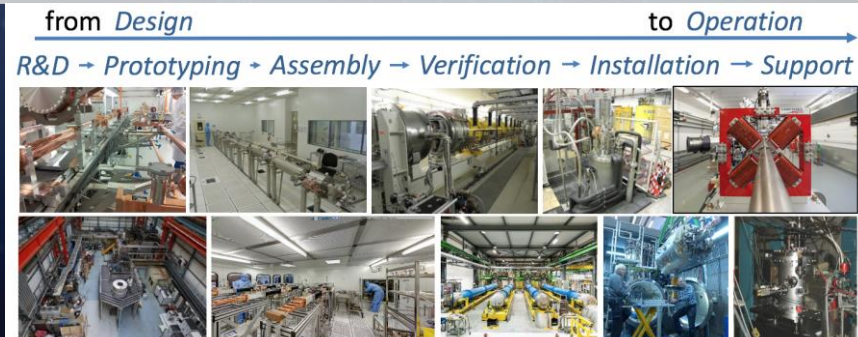 from Design to Operation
R&D → Prototyping → Assembly → Verification → Installation → Support